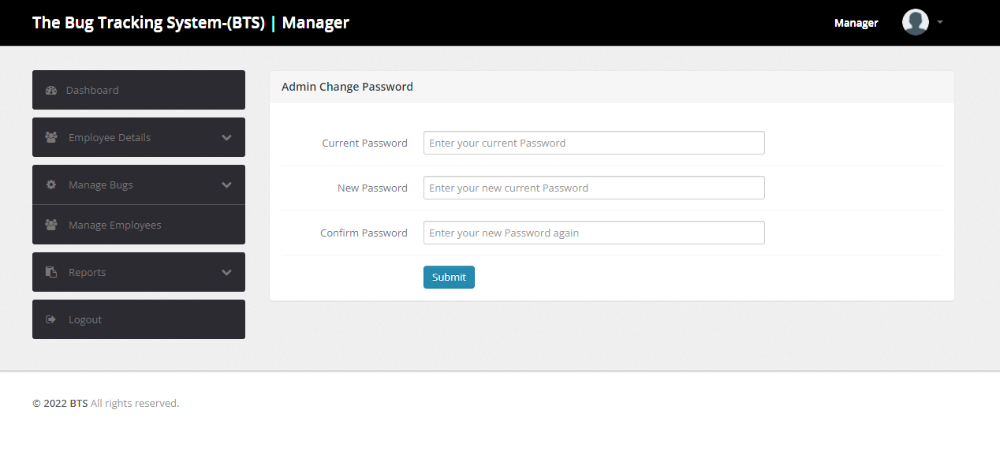 The Bug Tracking System-(BTS) | Manager
Manager
Dashboard
Employee Details
Manage Bugs
Manage Employees
Reports
Logout
Admin Change Password
Current Password
Enter your current Password
New Password
Enter your new current Password
Confirm Password
Enter your new Password again
Submit
© 2022 BTS All rights reserved.